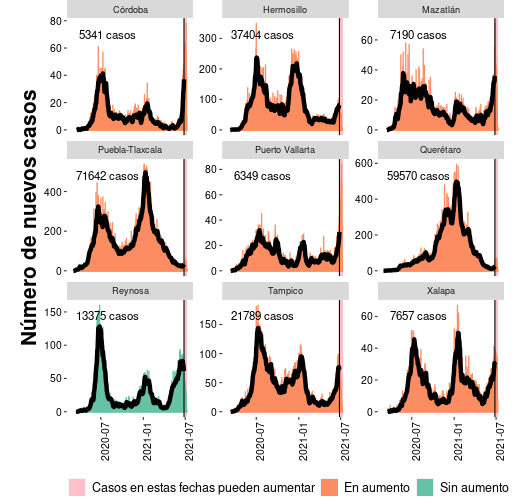 Córdoba Hermosillo Mazatlán
5341 casos 37404 casos 7190 casos
80 60 40 20 0
300 200 100 0
60 40 20 0
Puebla-Tlaxcala Puerto Vallarta Querétaro
71642 casos 6349 casos 59570 casos
400 200 0
80 60 40 20 0
600 400 200 0
Reynosa Tampico Xalapa
13375 casos 21789 casos 7657 casos
150 100 50 0
150 100 50 0
60 40 20 0
2020-07 2021-01 2021-07 2020-07 2021-01 2021-07 2020-07 2021-01 2021-07
Número de nuevos casos
Casos en estas fechas pueden aumentar En aumento Sin aumento